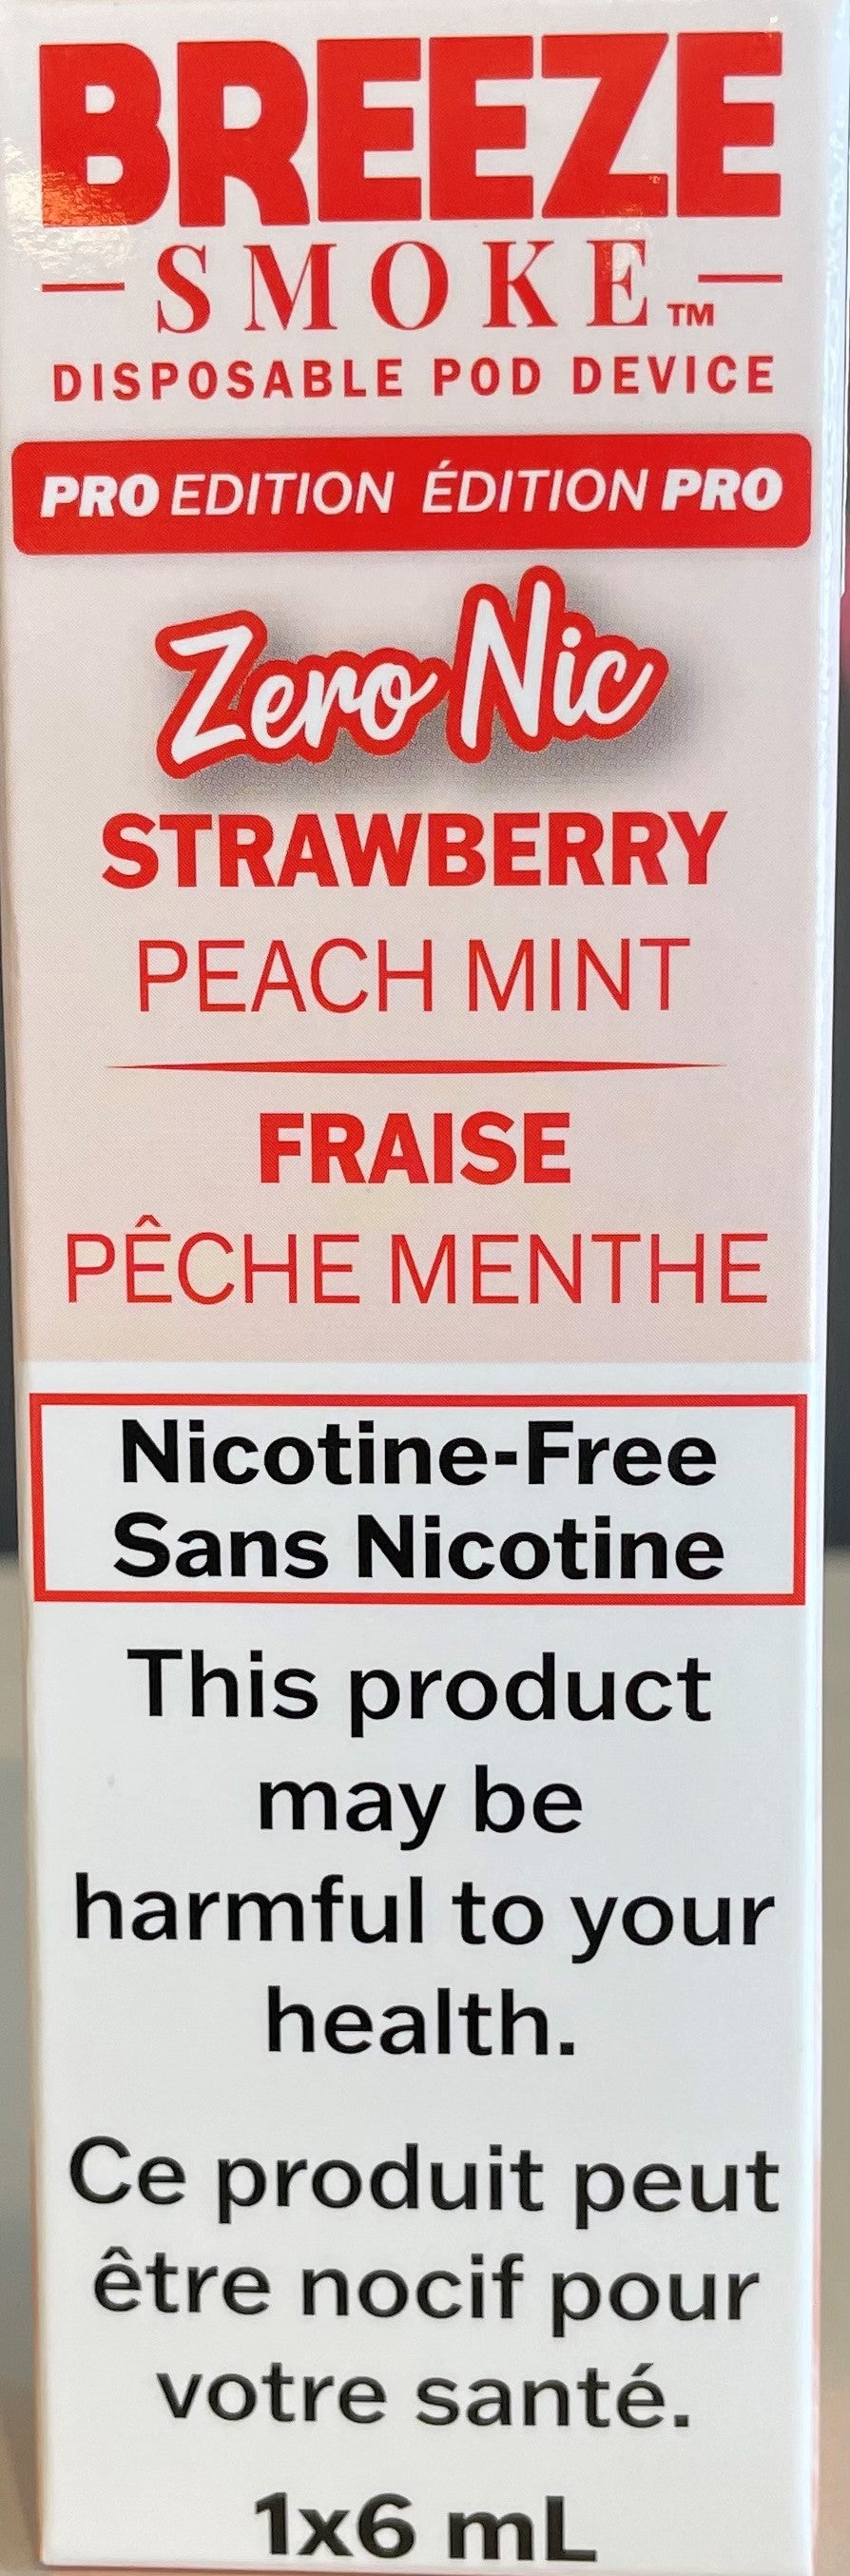 BREEZE
SMOKE™
DISPOSABLE POD DEVICE
PRO EDITION ÉDITION PRO
Zero Nic
STRAWBERRY
PEACH MINT
FRAISE
PÊCHE MENTHE
Nicotine-Free
Sans Nicotine
This product
may be
harmful to your
health.
Ce produit peut
être nocif pour
votre santé.
1x6 mL